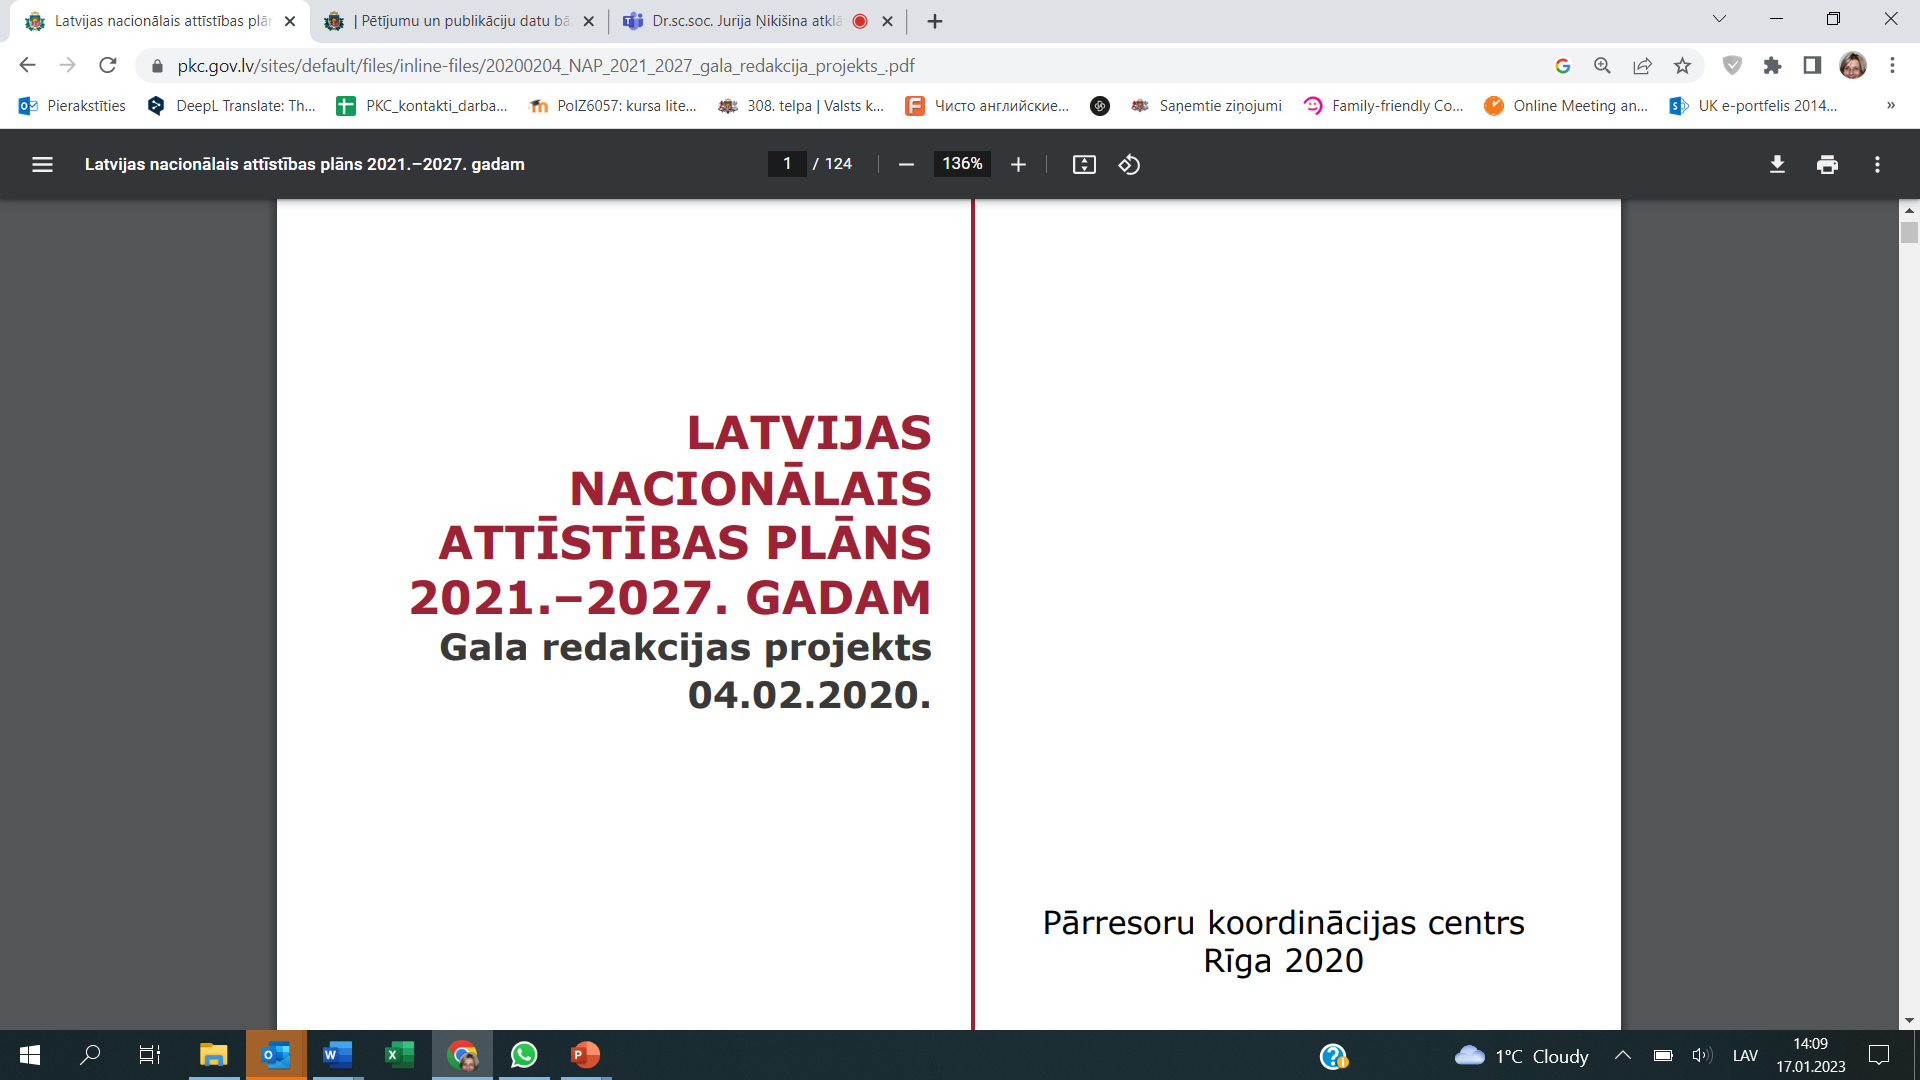 Latvijas nacionālais attīstības plān
| Pētījumu un publikāciju datu bā
Dr.sc.soc. Jurija Ņikišina atklā
pkc.gov.lv/sites/default/files/inline-files/20200204_NAP_2021_2027_gala_redakcija_projekts_.pdf
Pierakstīties
DeepL Translate: Th...
PKC_kontakti_darba...
PolZ6057: kursa lite...
308. telpa | Valsts k...
Чисто английские...
Saņemtie ziņojumi
Family-friendly Co...
Online Meeting an...
UK e-portfelis 2014...
»
Latvijas nacionālais attīstības plāns 2021.–2027. gadam
1 / 124
136%
LATVIJAS
NACIONĀLAIS
ATTĪSTĪBAS PLĀNS
2021.–2027. GADAM
Gala redakcijas projekts
04.02.2020.
Pārresoru koordinācijas centrs
Rīga 2020
1°C Cloudy
LAV
14:09
17.01.2023